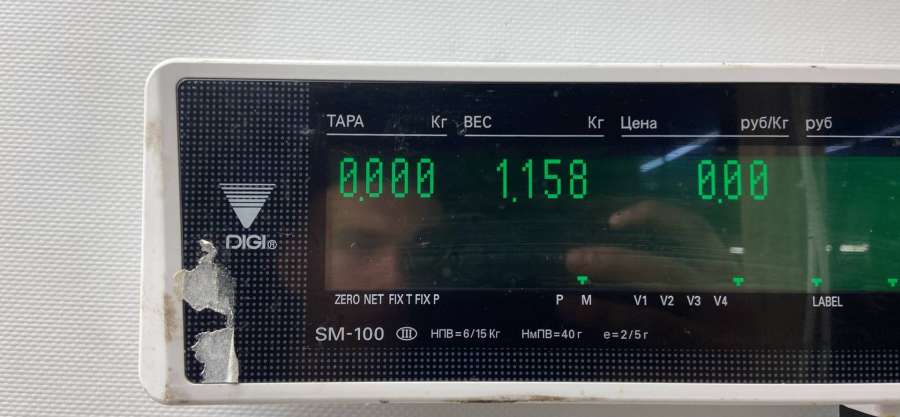 ТАРА Кг ВЕС Кг Цена руб/Кг руб
0.000 1.158 0.00
DIGI®
ZERO NET FIX T FIX P P M V1 V2 V3 V4 LABEL
SM-100 III НПВ=6/15 Кг НмПВ=40 г e=2/5 г